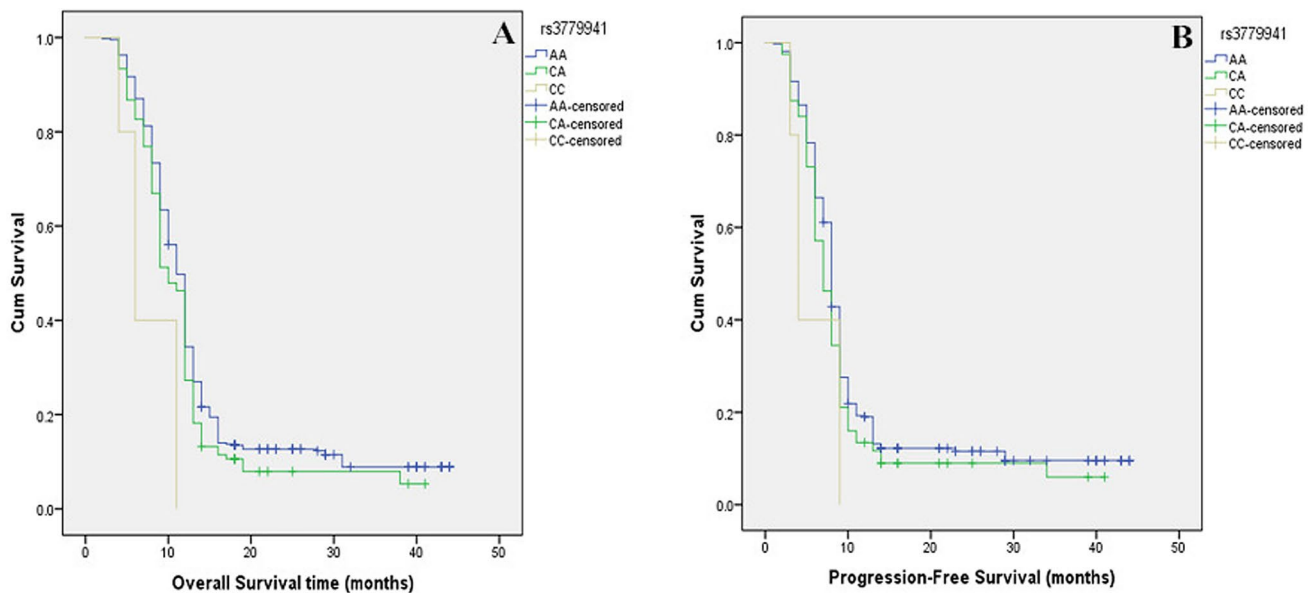 A
rs3779941
AA
CA
CC
AA-censored
CA-censored
CC-censored
Cum Survival
1.0
0.8
0.6
0.4
0.2
0.0
0 10 20 30 40 50
Overall Survival time (months)
B
rs3779941
AA
CA
CC
AA-censored
CA-censored
CC-censored
Cum Survival
1.0
0.8
0.6
0.4
0.2
0.0
0 10 20 30 40 50
Progression-Free Survival (months)